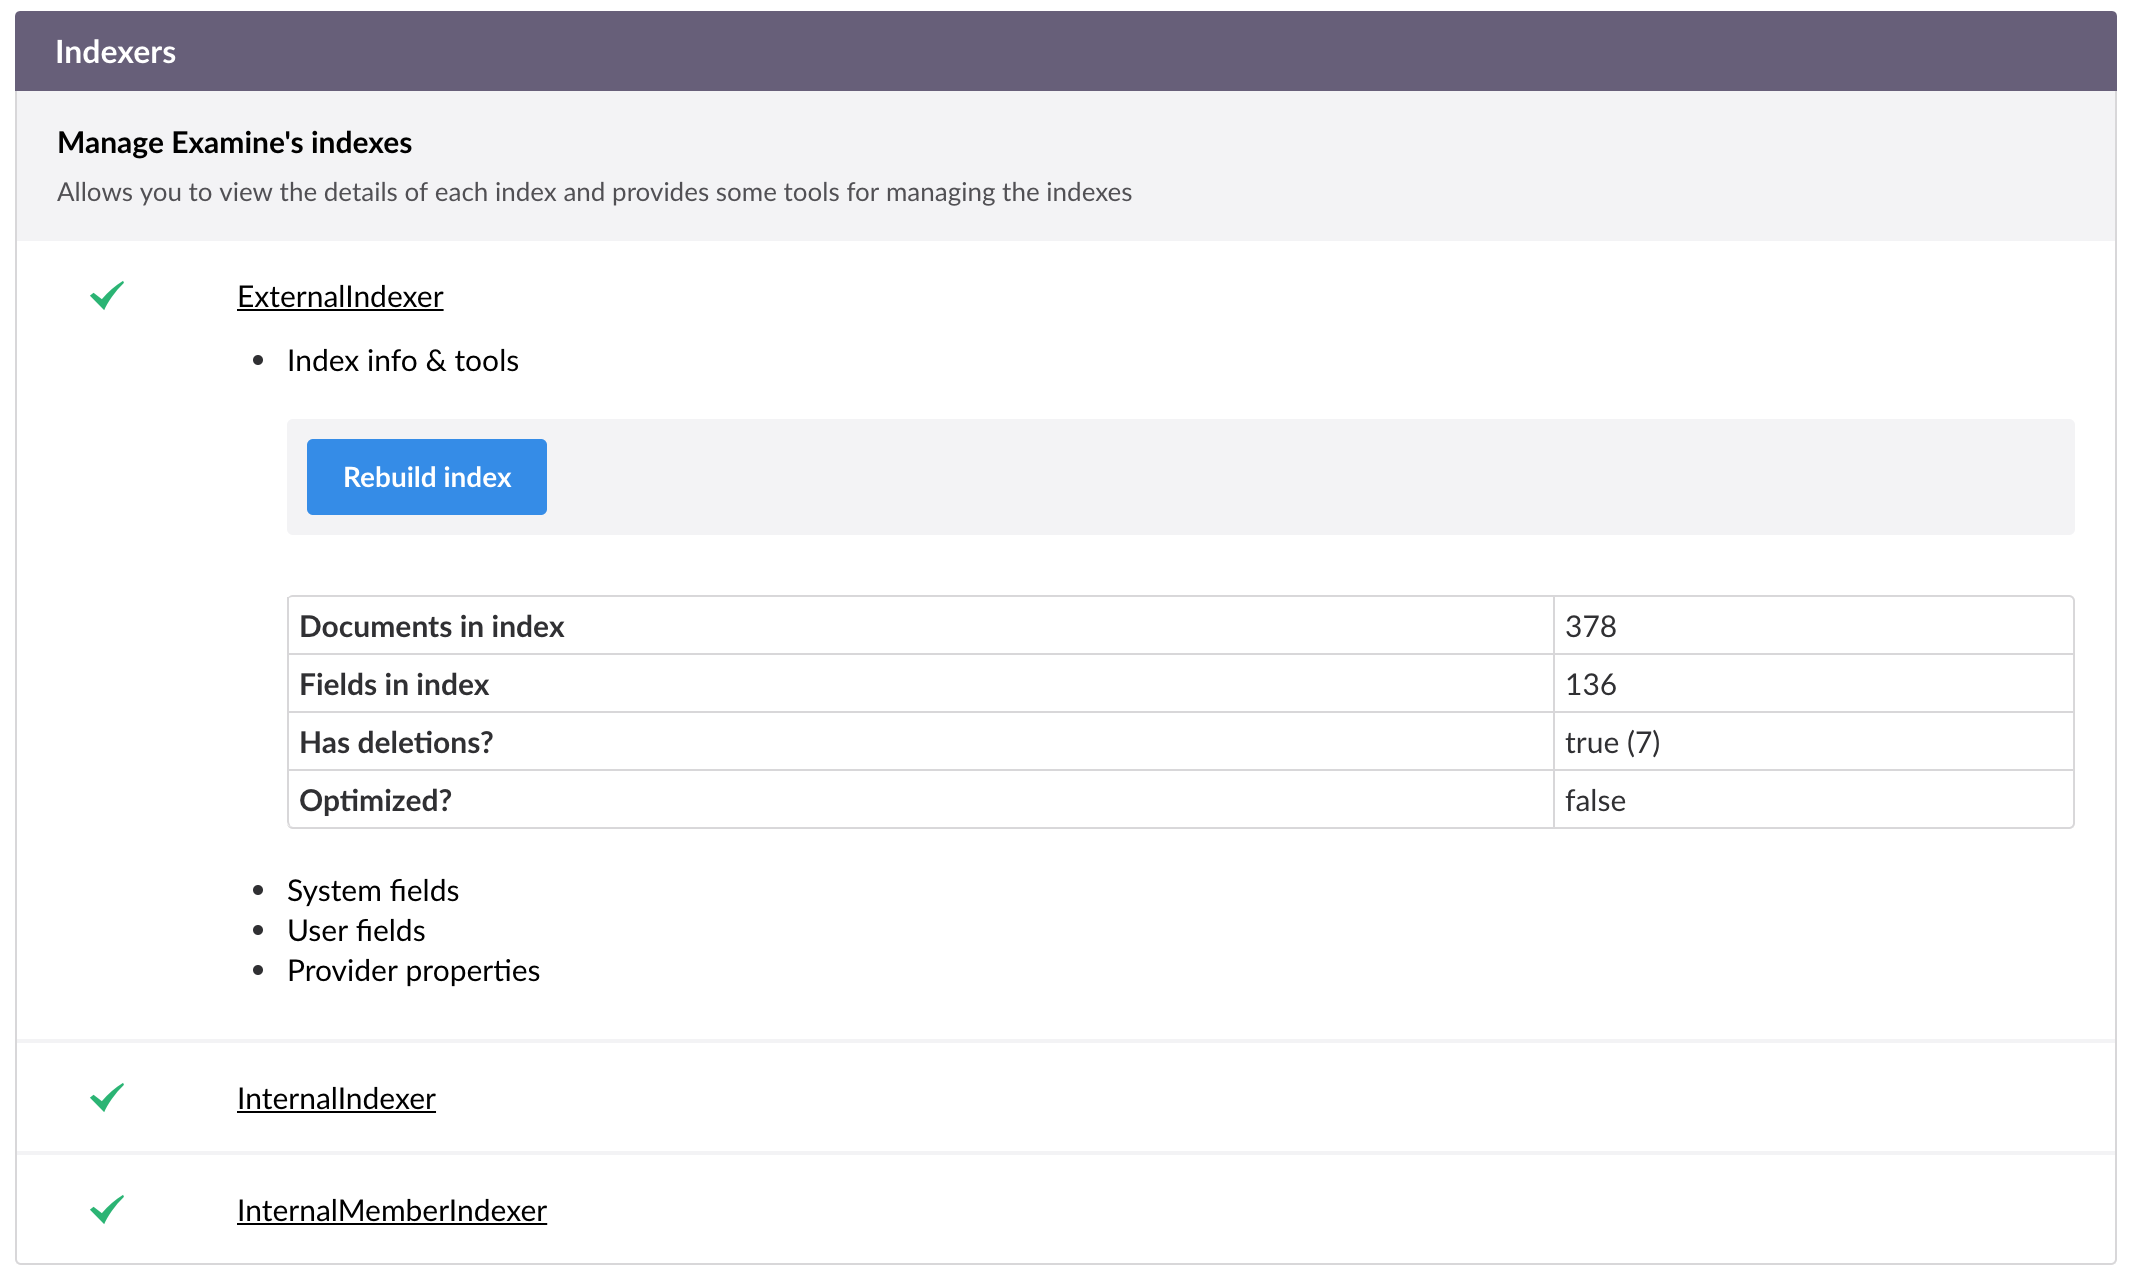 Indexers
Manage Examine's indexes
Allows you to view the details of each index and provides some tools for managing the indexes
ExternalIndexer
Index info & tools
Rebuild index
Documents in index 378
Fields in index 136
Has deletions? true (7)
Optimized? false
System fields
User fields
Provider properties
InternalIndexer
InternalMemberIndexer